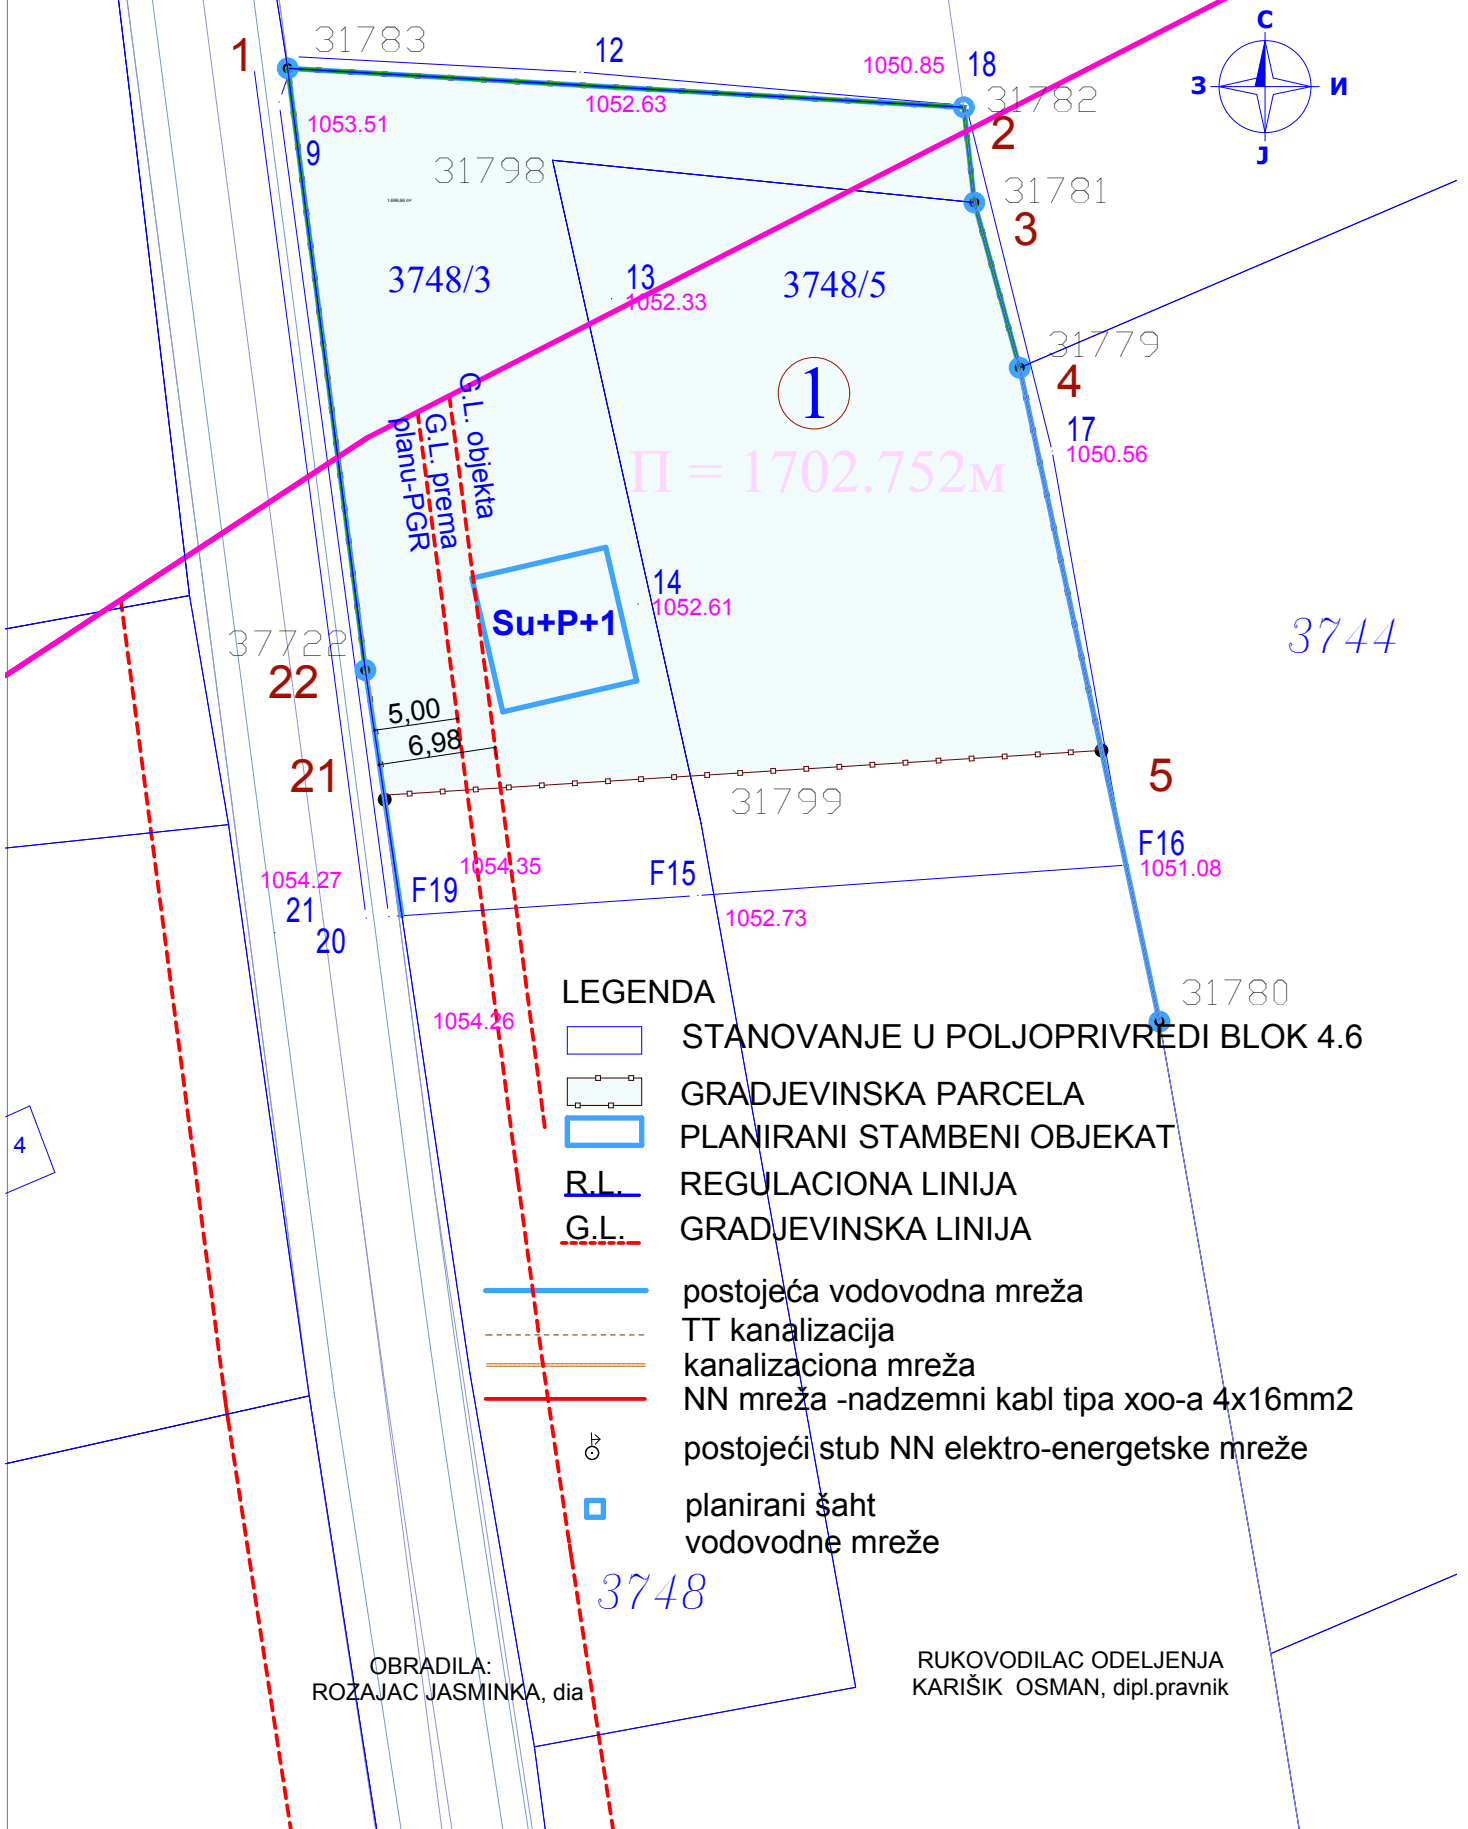 С
З
И
Ј
1
31783
12
1050.85
18
31782
2
1052.63
1053.51
9
31798
31781
3
3748/3
13
1052.33
3748/5
31779
4
1
17
1050.56
П = 1702.752м
G.L. objekta
G.L. prema
planu-PGR
14
1052.61
Su+P+1
3744
37722
22
5,00
6,98
21
5
31799
F16
1051.08
1054.35
F15
1054.27
F19
21
20
1052.73
31780
1054.26
4
LEGENDA
STANOVANJE U POLJOPRIVREDI BLOK 4.6
GRADJEVINSKA PARCELA
PLANIRANI STAMBENI OBJEKAT
R.L. REGULACIONA LINIJA
G.L. GRADJEVINSKA LINIJA
postojeća vodovodna mreža
TT kanalizacija
kanalizaciona mreža
NN mreža -nadzemni kabl tipa xoo-a 4x16mm2
postojeći stub NN elektro-energetske mreže
planirani šaht
vodovodne mreže
3748
OBRADILA:
ROZAJAC JASMINKA, dia
RUKOVODILAC ODELJENJA
KARIŠIK OSMAN, dipl.pravnik